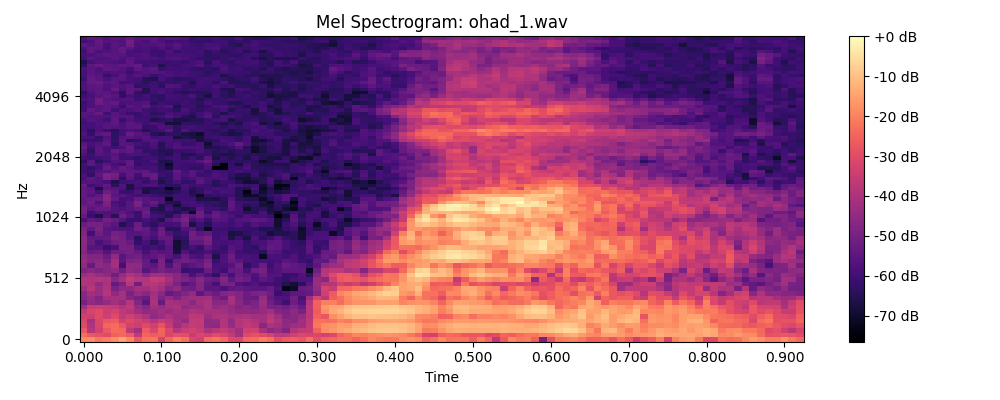 Mel Spectrogram: ohad_1.wav
+0 dB
-10 dB
-20 dB
-30 dB
-40 dB
-50 dB
-60 dB
-70 dB
4096
2048
1024
512
0
Hz
0.000 0.100 0.200 0.300 0.400 0.500 0.600 0.700 0.800 0.900
Time